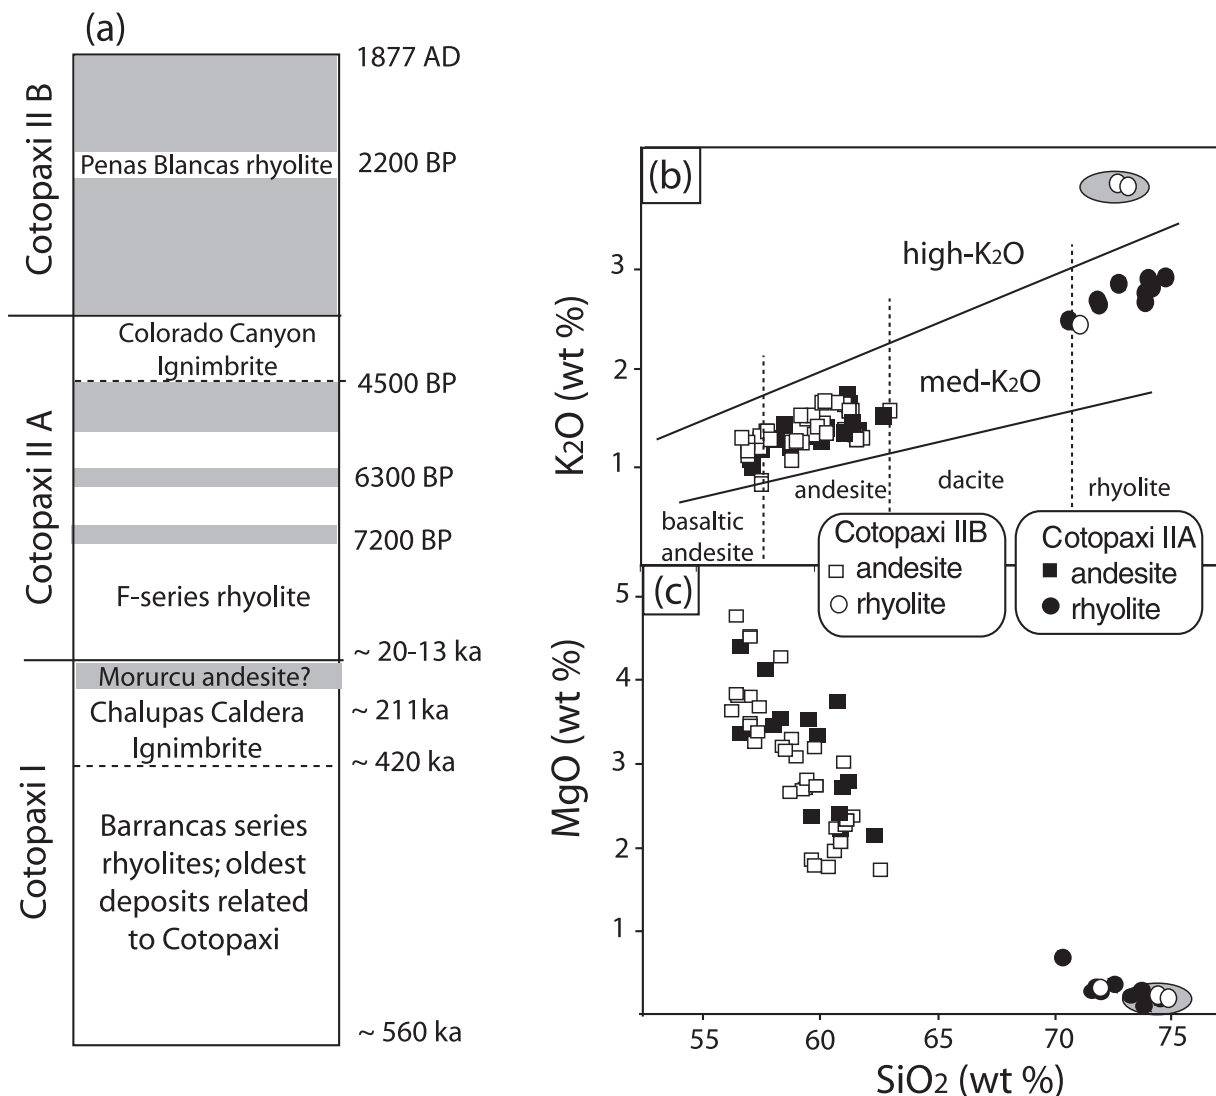 (a)
1877 AD
Cotopaxi II B
Penas Blancas rhyolite
2200 BP
Colorado Canyon
Ignimbrite
4500 BP
Cotopaxi II A
6300 BP
7200 BP
F-series rhyolite
~ 20-13 ka
Morurcu andesite?
Chalupas Caldera
Ignimbrite
~ 211ka
~ 420 ka
Cotopaxi I
Barrancas series
rhyolites; oldest
deposits related
to Cotopaxi
~ 560 ka
(b)
high-K2O
med-K2O
3
2
1
K2O (wt %)
basaltic
andesite
andesite
dacite
rhyolite
Cotopaxi IIB
andesite
rhyolite
Cotopaxi IIA
andesite
rhyolite
(c)
5
4
3
2
1
MgO (wt %)
55
60
65
70
75
SiO2 (wt %)